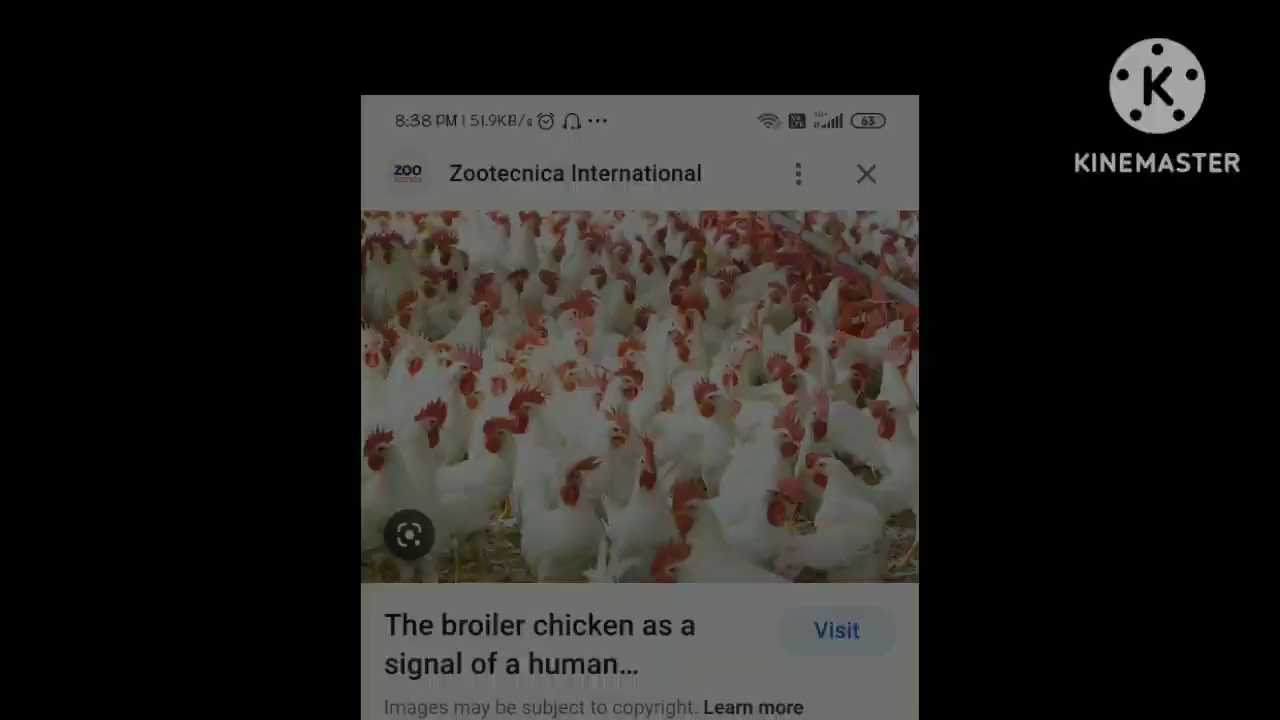 KINEMASTER
8:38 PM | 51.9KB/s
63
ZOO
Zootecnica International
The broiler chicken as a
signal of a human...
Visit
Images may be subject to copyright. Learn more